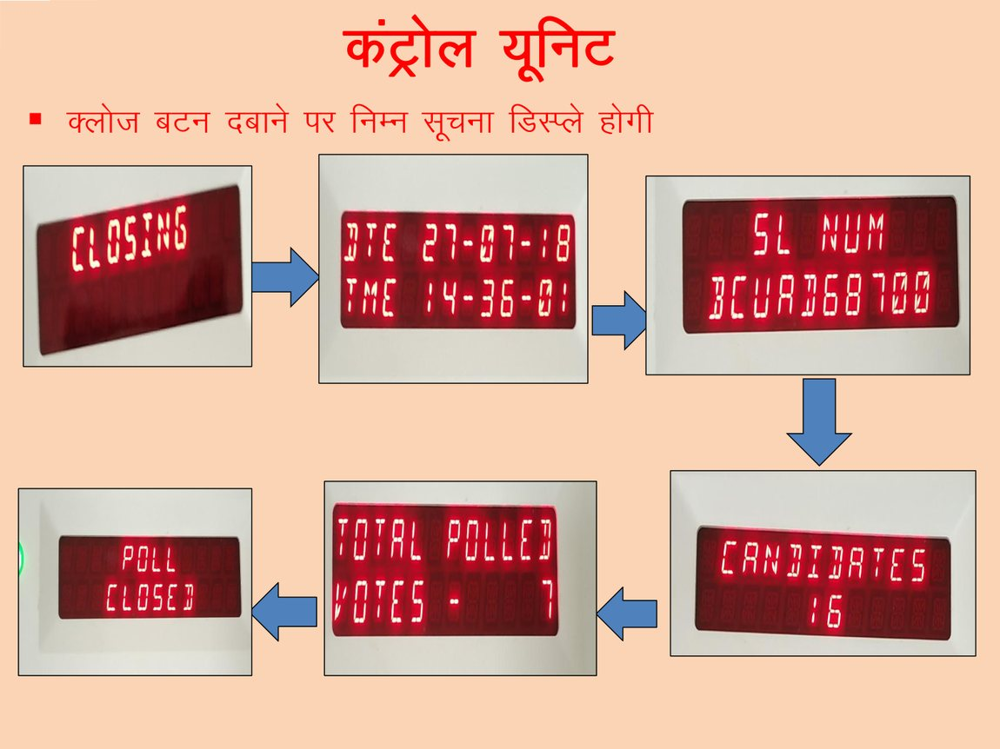 कंट्रोल यूनिट
▪ क्लोज बटन दबाने पर निम्न सूचना डिस्प्ले होगी
CLOSING
DTE 27-07-18
TME 14-36-01
SL NUM
BCUAD68700
CANDIDATES
16
TOTAL POLLED
VOTES - 7
POLL
CLOSED